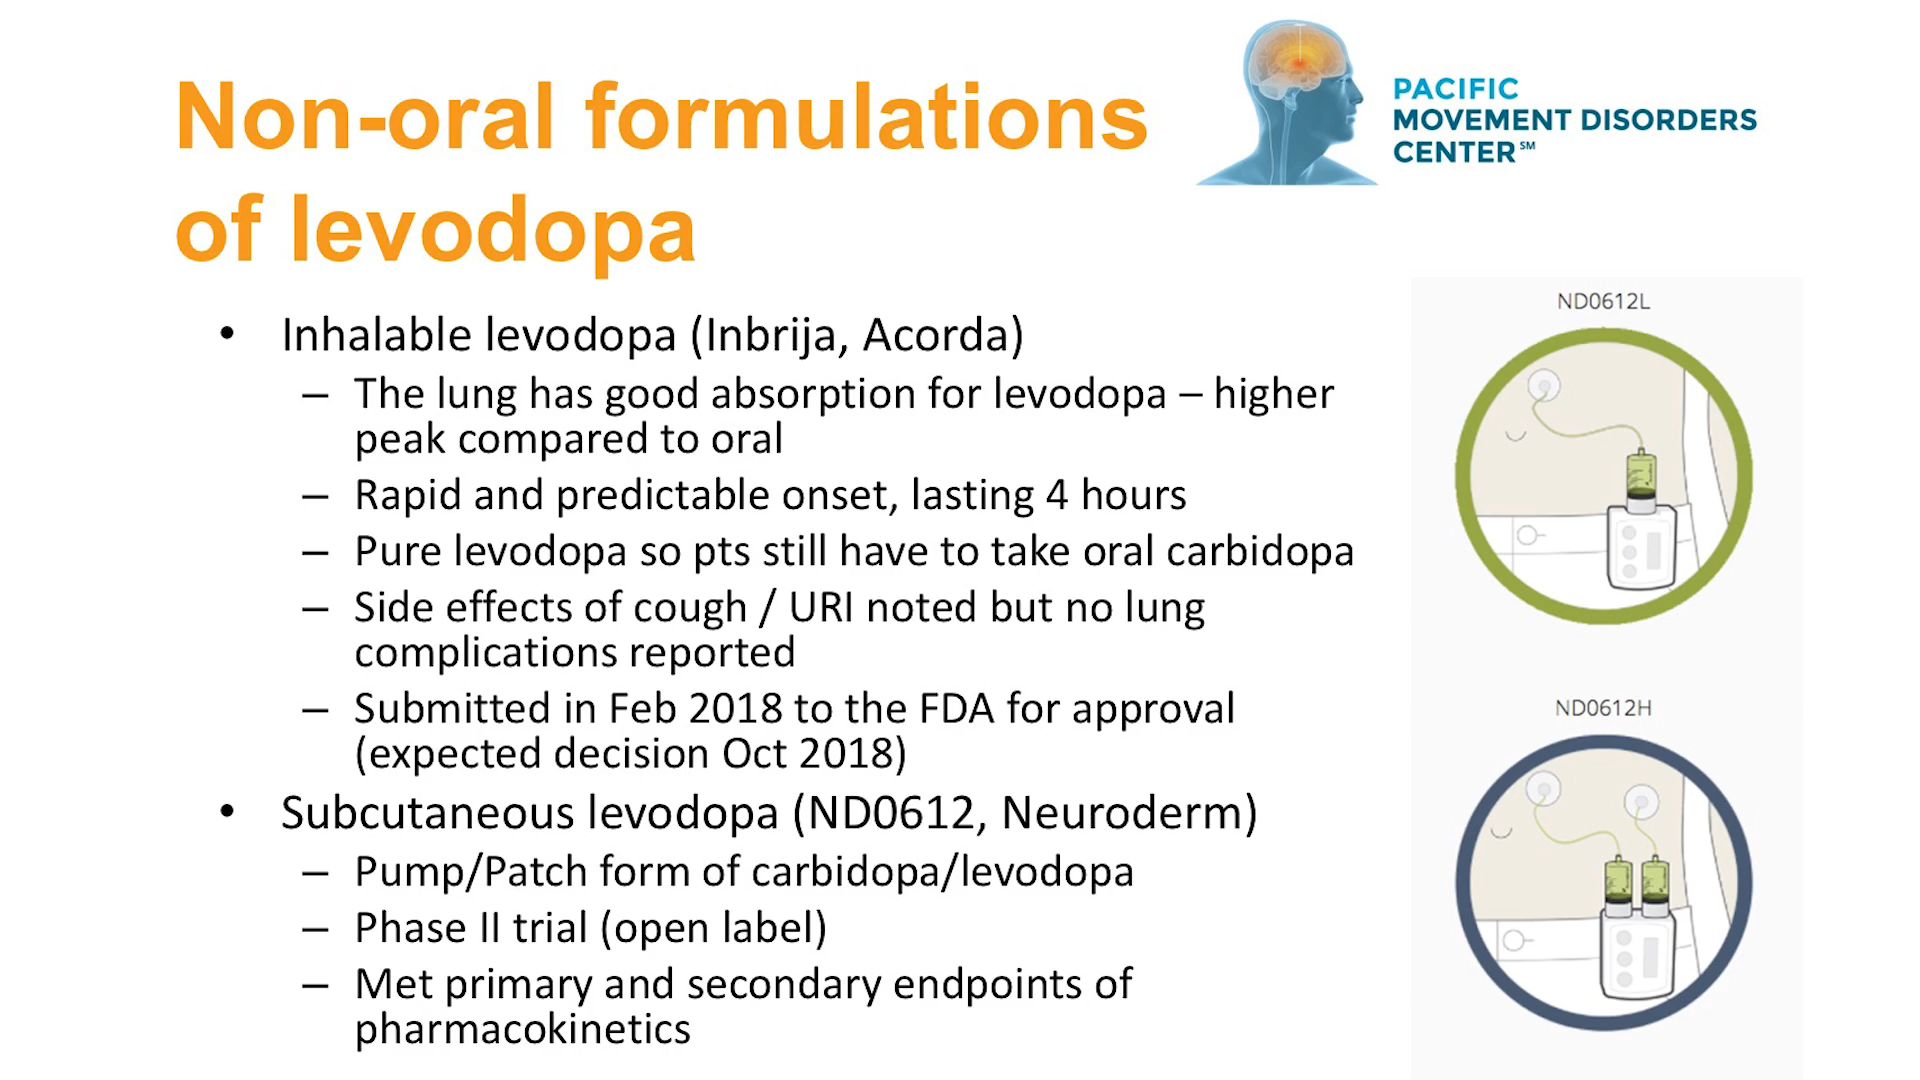 Non-oral formulations
of levodopa
PACIFIC
MOVEMENT DISORDERS
CENTER SM
• Inhalable levodopa (Inbrija, Acorda)
– The lung has good absorption for levodopa – higher
peak compared to oral
– Rapid and predictable onset, lasting 4 hours
– Pure levodopa so pts still have to take oral carbidopa
– Side effects of cough / URI noted but no lung
complications reported
– Submitted in Feb 2018 to the FDA for approval
(expected decision Oct 2018)
• Subcutaneous levodopa (ND0612, Neuroderm)
– Pump/Patch form of carbidopa/levodopa
– Phase II trial (open label)
– Met primary and secondary endpoints of
pharmacokinetics
ND0612L
ND0612H